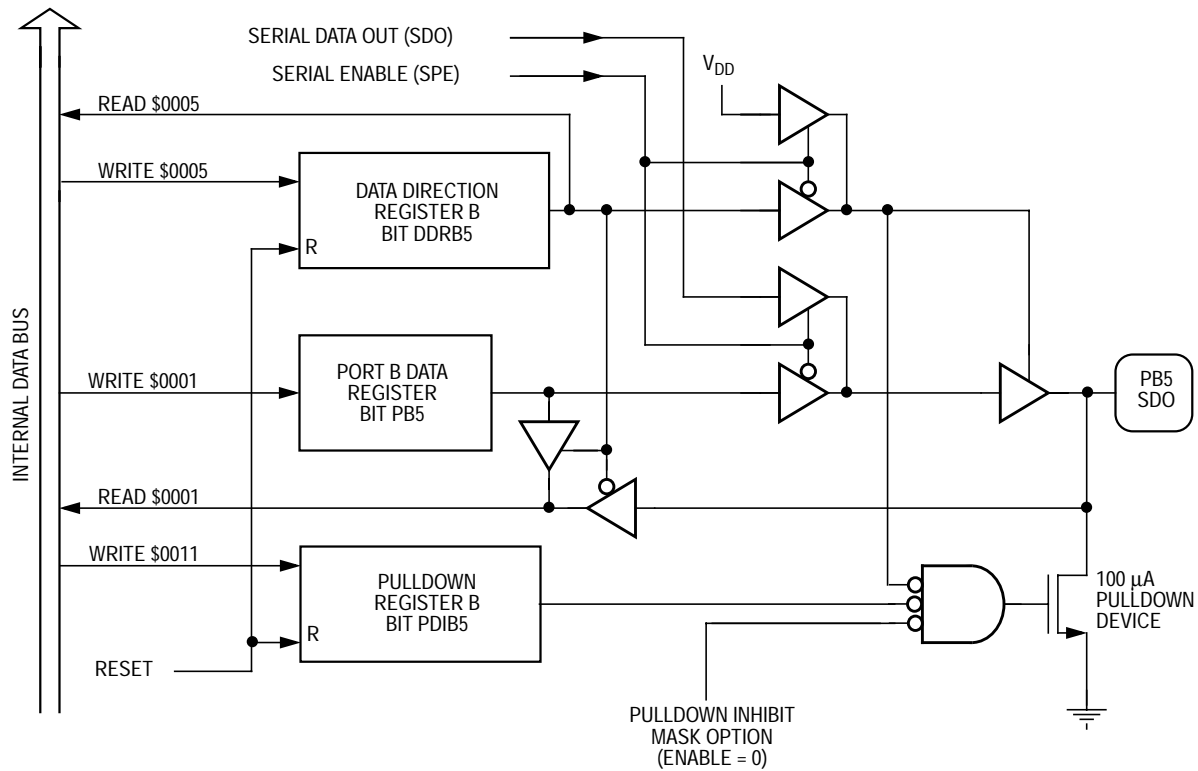 SERIAL DATA OUT (SDO)
SERIAL ENABLE (SPE)
VDD
READ $0005
WRITE $0005
DATA DIRECTION
REGISTER B
BIT DDRB5
R
INTERNAL DATA BUS
WRITE $0001
PORT B DATA
REGISTER
BIT PB5
PB5
SDO
READ $0001
WRITE $0011
PULLDOWN
REGISTER B
BIT PDIB5
R
100 μA
PULLDOWN
DEVICE
RESET
PULLDOWN INHIBIT
MASK OPTION
(ENABLE = 0)